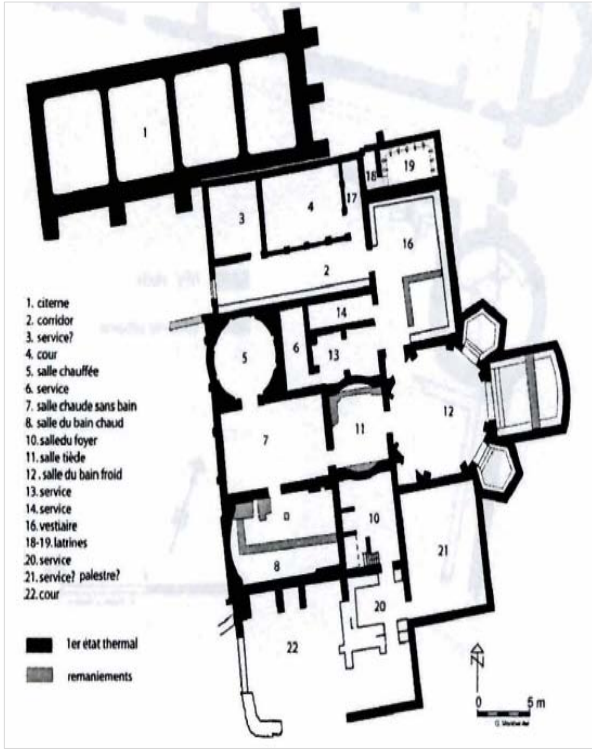 1
18
19
17
3
4
16
2
14
5
6
13
7
11
12
10
21
8
20
22
1. citerne
2. corridor
3. service?
4. cour
5. salle chauffée
6. service
7. salle chaude sans bain
8. salle du bain chaud
10. salledu foyer
11. salle tiède
12. salle du bain froid
13. service
14. service
16. vestiaire
18-19. latrines
20. service
21. service? palestre?
22. cour
1er état thermal
remaniements
N
0 5 m